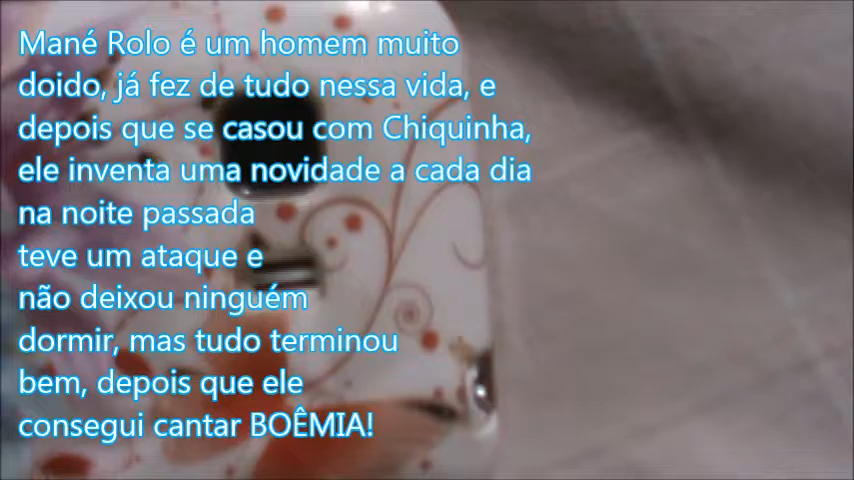 Mané Rolo é um homem muito
doido, já fez de tudo nessa vida, e
depois que se casou com Chiquinha,
ele inventa uma novidade a cada dia
na noite passada
teve um ataque e
não deixou ninguém
dormir, mas tudo terminou
bem, depois que ele
consegui cantar BOÊMIA!